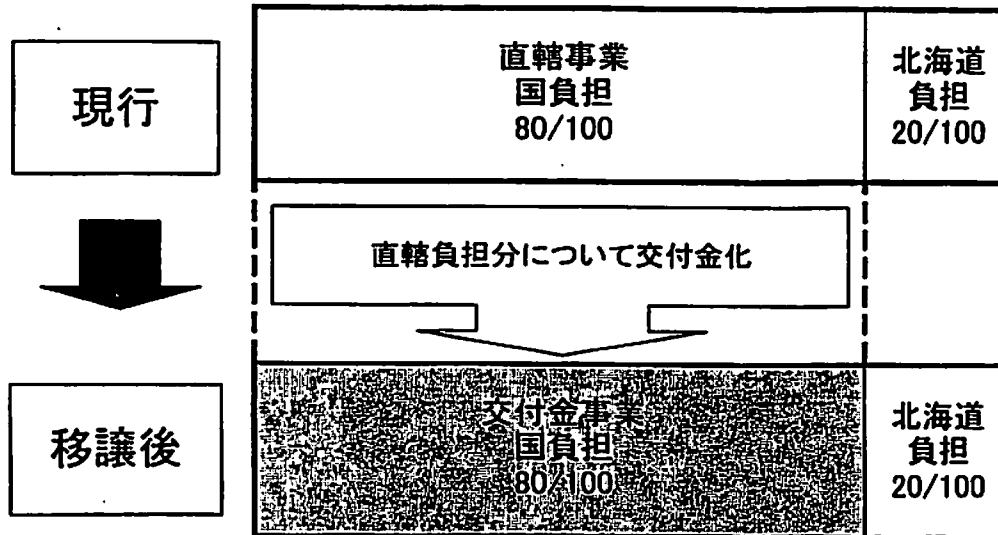 現行
直轄事業
国負担
80/100
北海道
負担
20/100
直轄負担分について交付金化
移譲後
交付金事業
国負担
80/100
北海道
負担
20/100